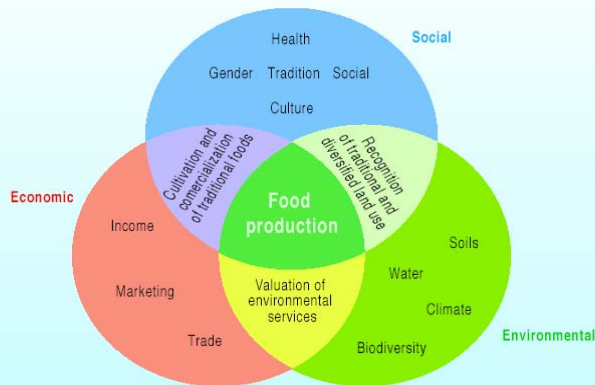 Social
Health
Gender Tradition Social
Culture
Cultivation and
comercialization
of traditional foods
Recognition
of traditional and
diversified land use
Food
production
Economic
Income
Marketing
Trade
Valuation of
environmental
services
Soils
Water
Climate
Biodiversity
Environmental